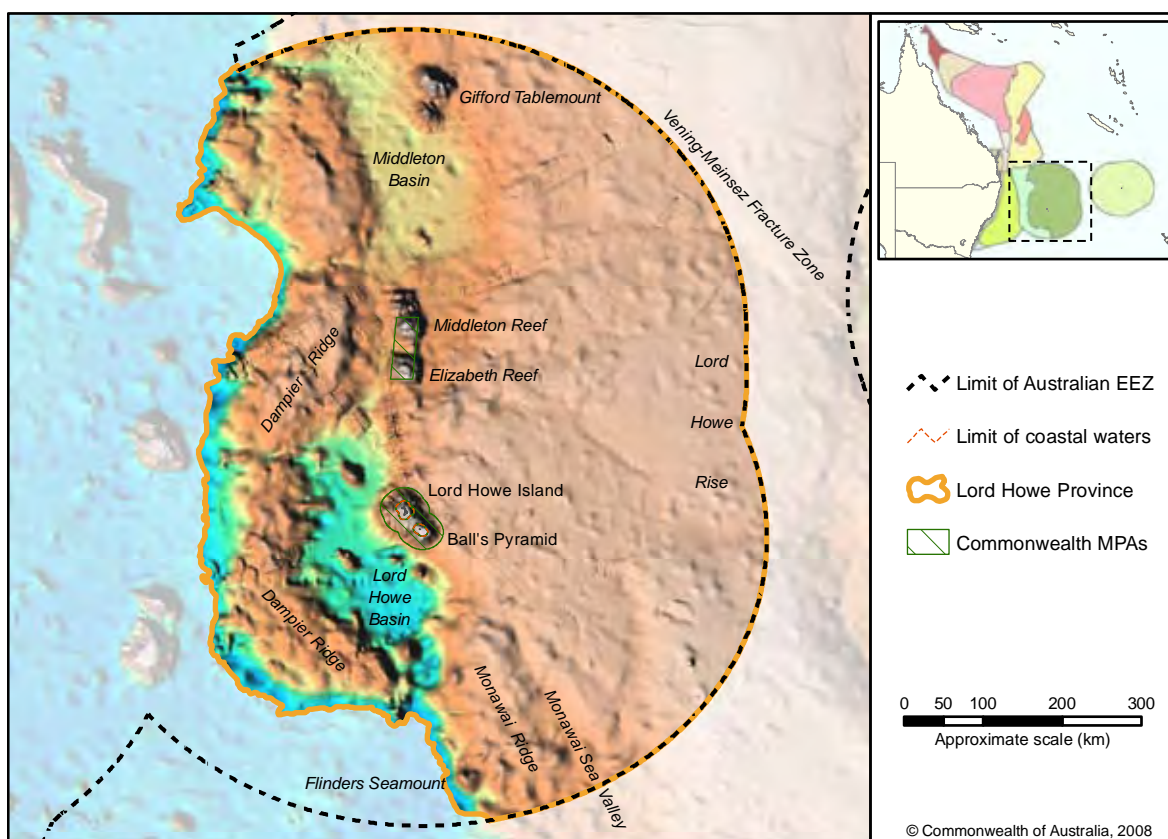 Gifford Tablemount
Middleton
Basin
Vening-Meinsez Fracture Zone
Middleton Reef
Elizabeth Reef
Dampier Ridge
Lord
Howe
Rise
Lord Howe Island
Ball's Pyramid
Lord
Howe
Basin
Dampier Ridge
Monawai Ridge
Monawai Sea Valley
Flinders Seamount
Limit of Australian EEZ
Limit of coastal waters
Lord Howe Province
Commonwealth MPAs
0 50 100 200 300
Approximate scale (km)
© Commonwealth of Australia, 2008